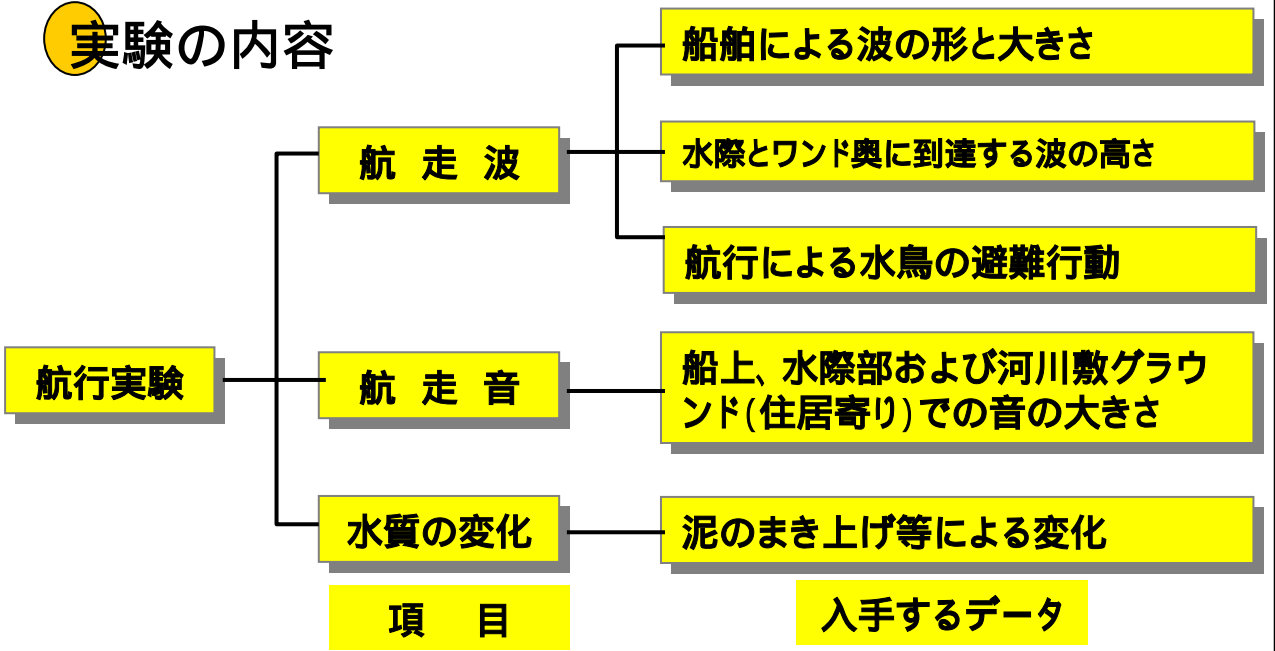 実験の内容
船舶による波の形と大きさ
航 走 波
水際とワンド奥に到達する波の高さ
航行による水鳥の避難行動
航行実験
航 走 音
船上、水際部および河川敷グラウ
ンド(住居寄り)での音の大きさ
水質の変化
泥のまき上げ等による変化
項 目
入手するデータ